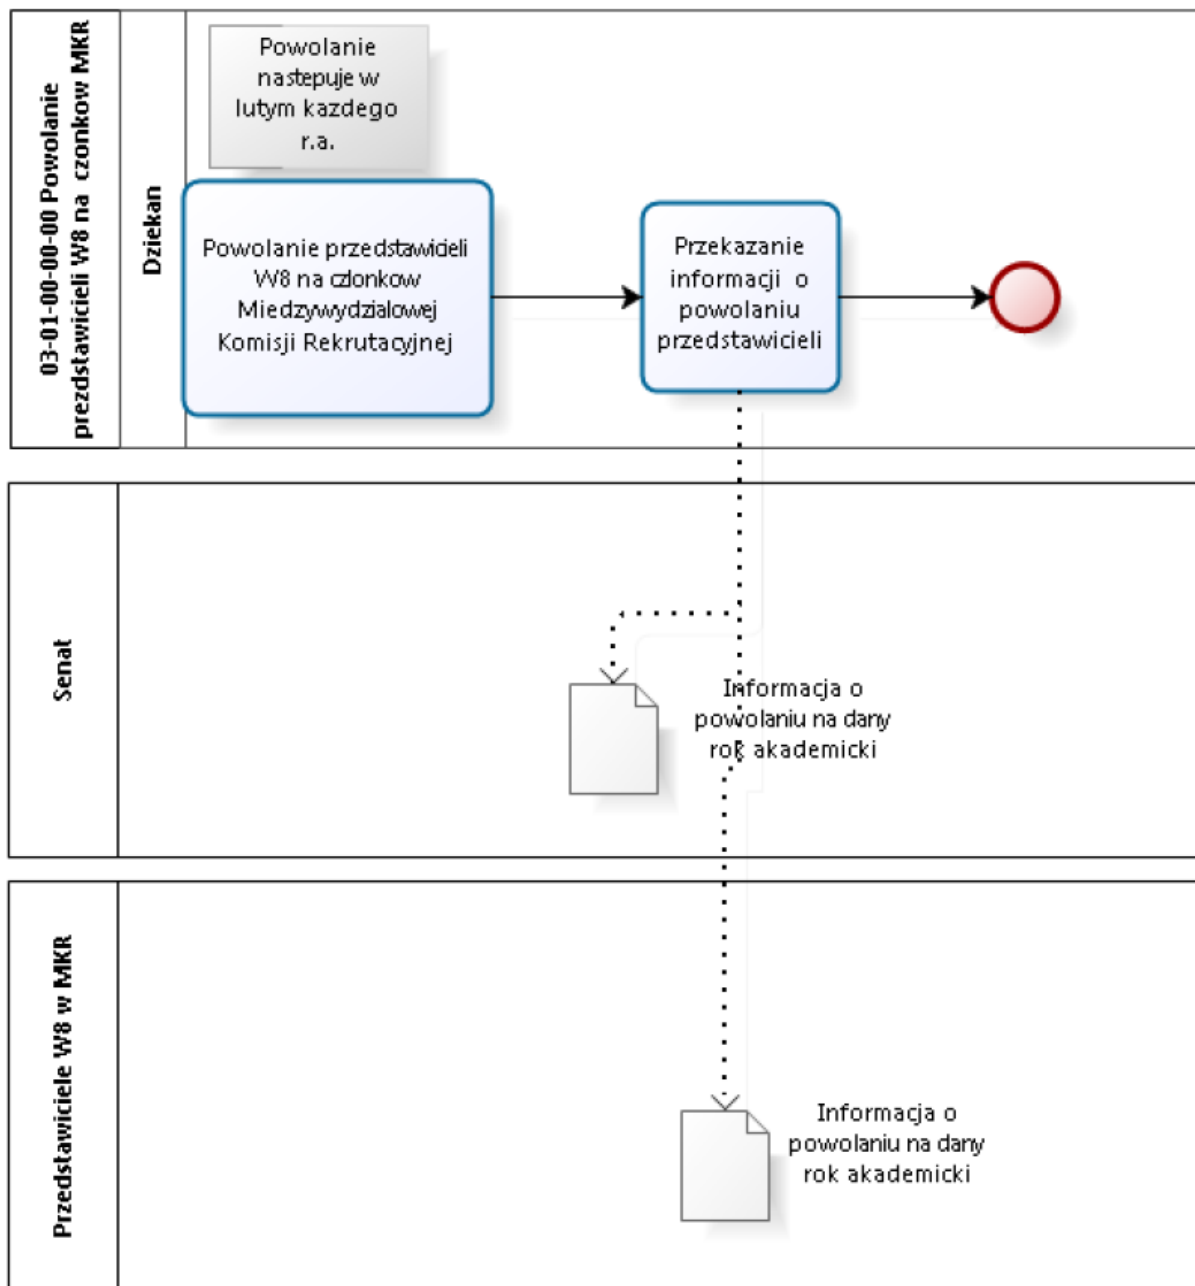 03-01-00-00-00 Powolanie
prezdstawicieli W8 na czonkow MKR
Dziekan
Powolanie
nastepuje w
lutym kazdego
r.a.
Powolanie przedstawicieli
W8 na czlonkow
Miedzywydzialowej
Komisji Rekrutacyjnej
Przekazanie
informacji o
powolaniu
przedstawicieli
Senat
Informacja o
powolaniu na dany
rok akademicki
Przedstawiciele W8 w MKR
Informacja o
powolaniu na dany
rok akademicki